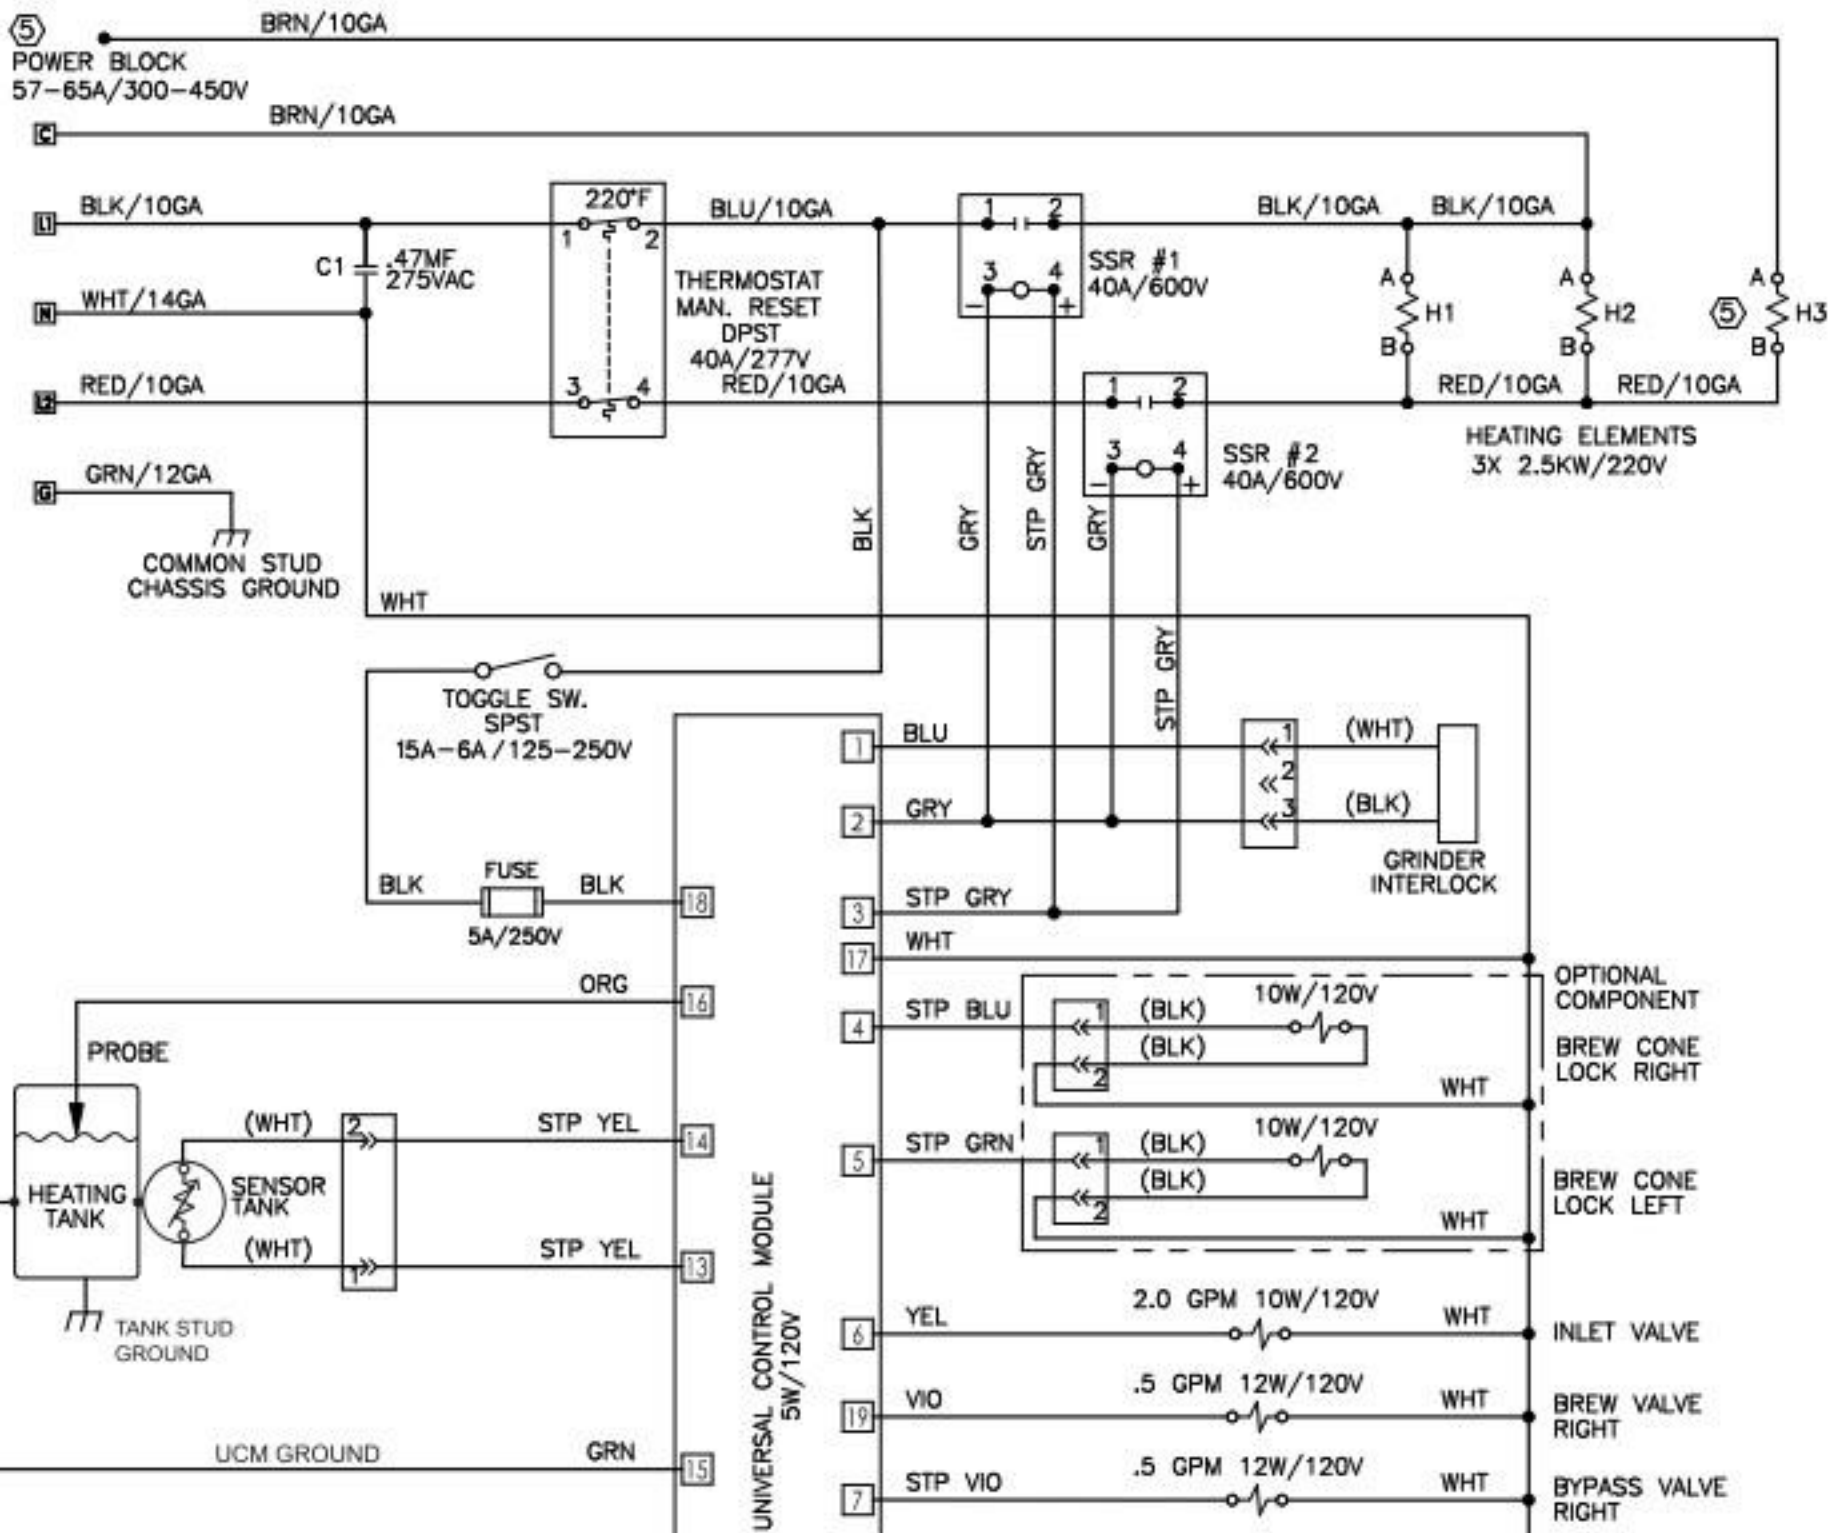 5
BRN/10GA
POWER BLOCK
57-65A/300-450V
BRN/10GA
C
BLK/10GA
220°F
BLU/10GA
1
2
BLK/10GA
BLK/10GA
L1
1
2
C1
.47MF
275VAC
THERMOSTAT
MAN. RESET
DPST
40A/277V
3
4
-
+
SSR #1
40A/600V
A
H1
B
A
H2
B
5
A
H3
B
WHT/14GA
N
RED/10GA
3
4
RED/10GA
1
2
RED/10GA
RED/10GA
L2
HEATING ELEMENTS
3X 2.5KW/220V
3
4
-
+
SSR #2
40A/600V
GRN/12GA
G
COMMON STUD
CHASSIS GROUND
BLK
GRY
STP GRY
GRY
STP GRY
WHT
TOGGLE SW.
SPST
15A-6A/125-250V
1
BLU
1
(WHT)
2
2
GRY
3
(BLK)
GRINDER
INTERLOCK
BLK
FUSE
BLK
18
5A/250V
3
STP GRY
17
WHT
ORG
16
OPTIONAL
COMPONENT
4
STP BLU
1
(BLK)
10W/120V
(BLK)
2
WHT
BREW CONE
LOCK RIGHT
PROBE
HEATING
TANK
(WHT)
2
STP YEL
14
SENSOR
TANK
(WHT)
1
STP YEL
13
5
STP GRN
1
(BLK)
10W/120V
(BLK)
2
WHT
BREW CONE
LOCK LEFT
TANK STUD
GROUND
UNIVERSAL CONTROL MODULE
5W/120V
6
YEL
2.0 GPM 10W/120V
WHT
INLET VALVE
19
VIO
.5 GPM 12W/120V
WHT
BREW VALVE
RIGHT
UCM GROUND
GRN
15
7
STP VIO
.5 GPM 12W/120V
WHT
BYPASS VALVE
RIGHT